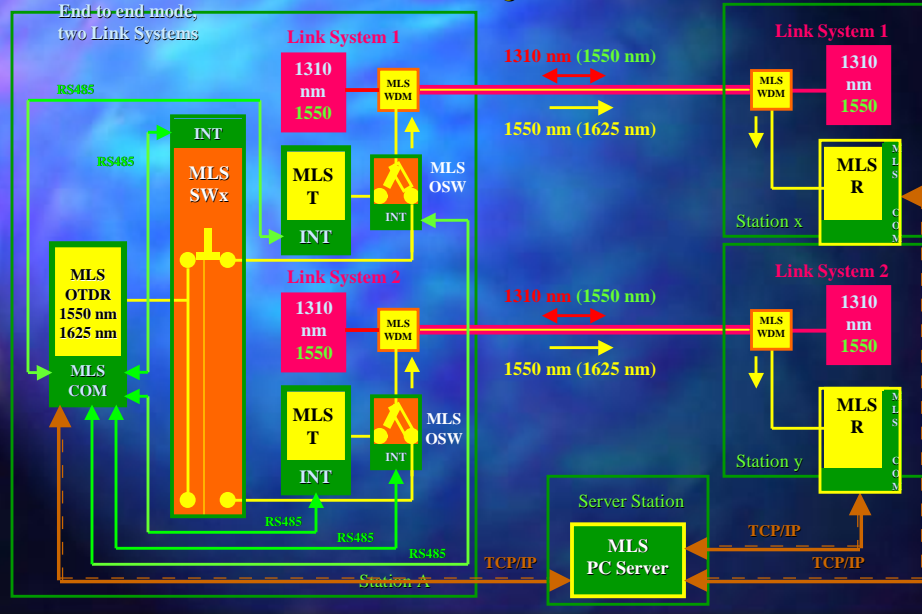 End to end mode,
two Link Systems
Link System 1
1310
nm
1550
MLS
WDM
1310 nm (1550 nm)
1550 nm (1625 nm)
MLS
WDM
Link System 1
1310
nm
1550
RS485
INT
RS485
MLS
SWx
MLS
T
INT
MLS
OSW
INT
MLS
R
MLS COM
Station x
MLS
OTDR
1550 nm
1625 nm
MLS
COM
Link System 2
1310
nm
1550
MLS
WDM
1310 nm (1550 nm)
1550 nm (1625 nm)
MLS
WDM
Link System 2
1310
nm
1550
MLS
T
INT
MLS
OSW
INT
MLS
R
MLS COM
Station y
RS485
RS485
RS485
Station A
TCP/IP
Server Station
MLS
PC Server
TCP/IP
TCP/IP